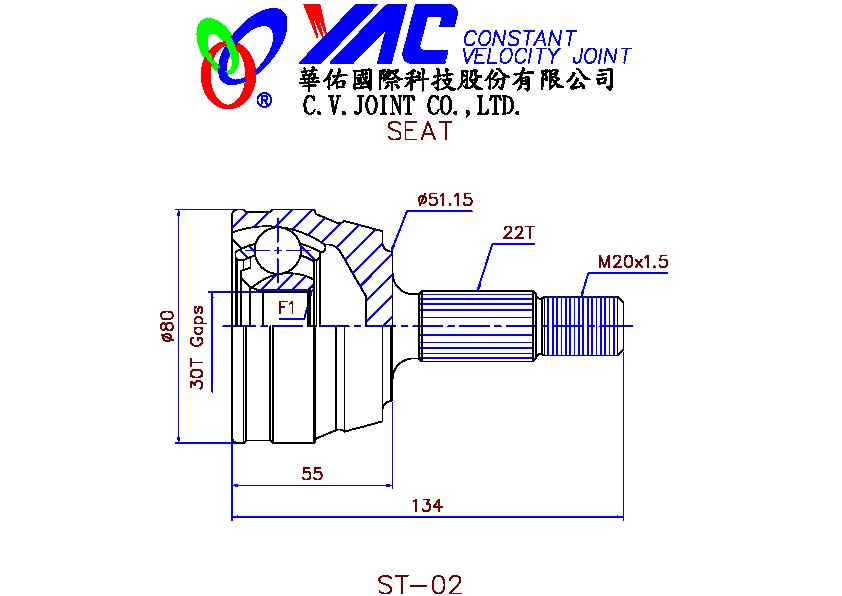 YAC CONSTANT
VELOCITY JOINT
®
華佑國際科技股份有限公司
C.V.JOINT CO.,LTD.
SEAT
ø51.15
22T
M20x1.5
F1
ø80
30T Gaps
55
134
ST-02